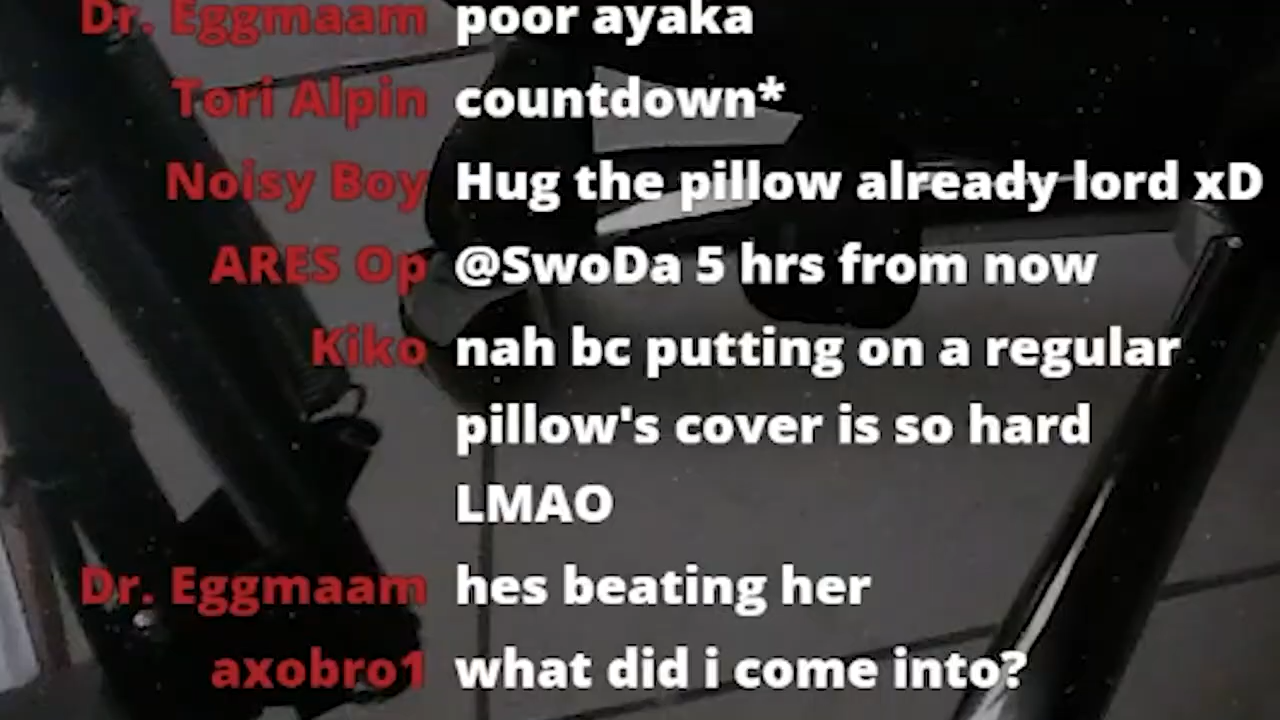 Dr. Eggmaam poor ayaka
Tori Alpin countdown*
Noisy Boy Hug the pillow already lord xD
ARES Op @SwoDa 5 hrs from now
Kiko nah bc putting on a regular
pillow's cover is so hard
LMAO
Dr. Eggmaam hes beating her
axobro1 what did i come into?